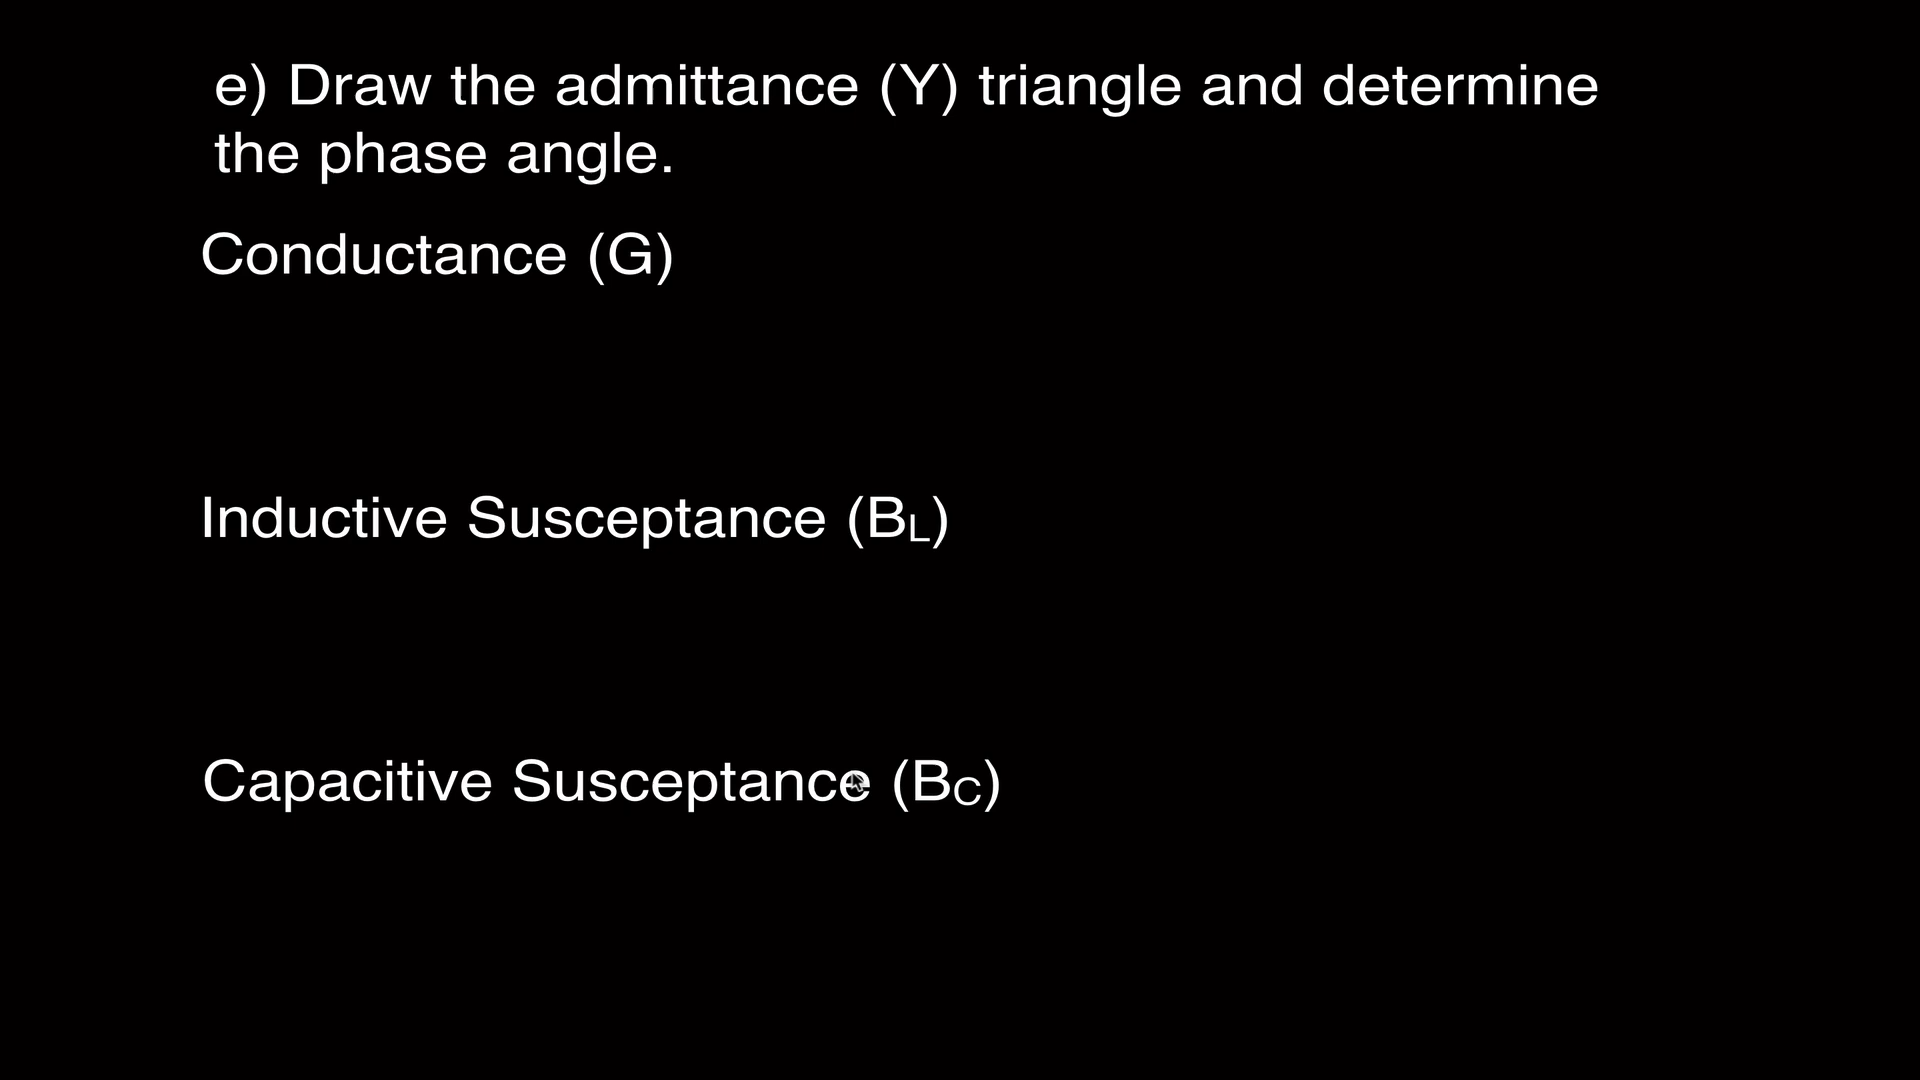 e) Draw the admittance (Y) triangle and determine
the phase angle.
Conductance (G)
Inductive Susceptance (BL)
Capacitive Susceptance (BC)